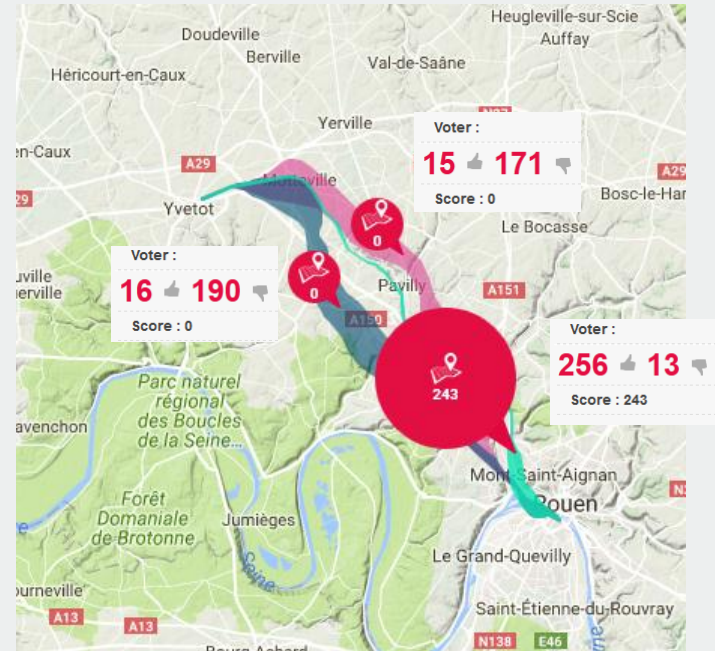 Heugleville-sur-Scie
Auffay
Doudeville
Berville
Val-de-Saâne
Héricourt-en-Caux
Yerville
N27
Voter :
15 171
Score : 0
en-Caux
A29
A29
29
Motteville
Bosc-le-Har
Yvetot
0
Le Bocasse
Voter :
16 190
Score : 0
uville
erville
0
Pavilly
A151
A150
Voter :
256 13
Score : 243
243
Parc naturel
régional
des Boucles
de la Seine...
avenchon
Mont-Saint-Aignan
N
Rouen
Forêt
Domaniale
de Brotonne
Jumièges
Seine
Le Grand-Quevilly
ourneville
A13
A13
Saint-Étienne-du-Rouvray
N138
E46
Bourg-Achard